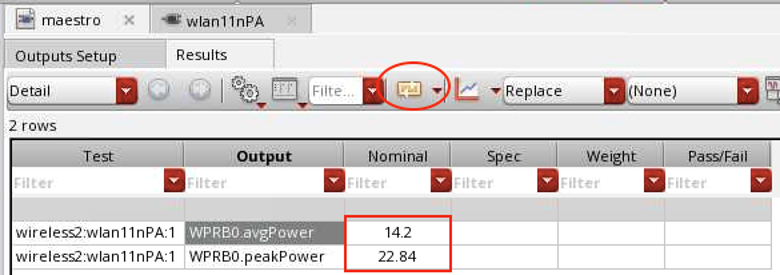 maestro wlan11nPA
Outputs Setup Results
Detail Filte... Replace (None)
2 rows
Test Output Nominal Spec Weight Pass/Fail
Filter Filter Filter Filter Filter Filter
wireless2:wlan11nPA:1 WPRB0.avgPower 14.2
wireless2:wlan11nPA:1 WPRB0.peakPower 22.84